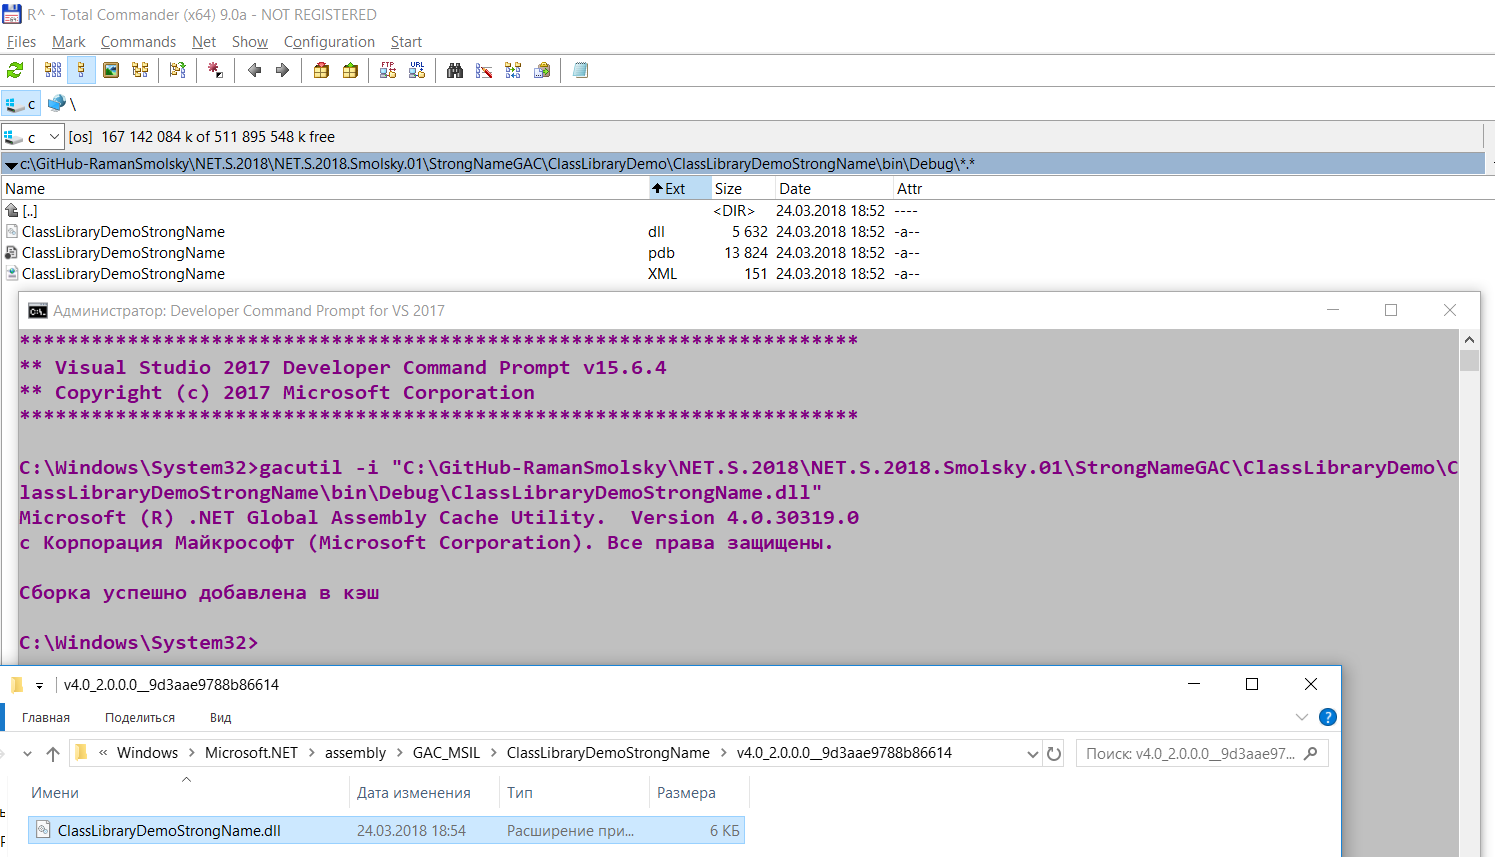 R^ - Total Commander (x64) 9.0a - NOT REGISTERED
Files Mark Commands Net Show Configuration Start
FTP URL
c \
c [os] 167 142 084 k of 511 895 548 k free
c:\GitHub-RamanSmolsky\NET.S.2018\NET.S.2018.Smolsky.01\StrongNameGAC\ClassLibraryDemo\ClassLibraryDemoStrongName\bin\Debug\*.*
Name Ext Size Date Attr
[..] <DIR> 24.03.2018 18:52 ----
ClassLibraryDemoStrongName dll 5 632 24.03.2018 18:52 -a--
ClassLibraryDemoStrongName pdb 13 824 24.03.2018 18:52 -a--
ClassLibraryDemoStrongName XML 151 24.03.2018 18:52 -a--
Администратор: Developer Command Prompt for VS 2017
**********************************************************************
** Visual Studio 2017 Developer Command Prompt v15.6.4
** Copyright (c) 2017 Microsoft Corporation
**********************************************************************
C:\Windows\System32>gacutil -i "C:\GitHub-RamanSmolsky\NET.S.2018\NET.S.2018.Smolsky.01\StrongNameGAC\ClassLibraryDemo\C
lassLibraryDemoStrongName\bin\Debug\ClassLibraryDemoStrongName.dll"
Microsoft (R) .NET Global Assembly Cache Utility.  Version 4.0.30319.0
с Корпорация Майкрософт (Microsoft Corporation). Все права защищены.
Сборка успешно добавлена в кэш
C:\Windows\System32>
v4.0_2.0.0.0__9d3aae9788b86614
Главная Поделиться Вид
« Windows > Microsoft.NET > assembly > GAC_MSIL > ClassLibraryDemoStrongName > v4.0_2.0.0.0__9d3aae9788b86614 Поиск: v4.0_2.0.0.0__9d3aae97...
Имени Дата изменения Тип Размера
ClassLibraryDemoStrongName.dll 24.03.2018 18:54 Расширение при... 6 КБ